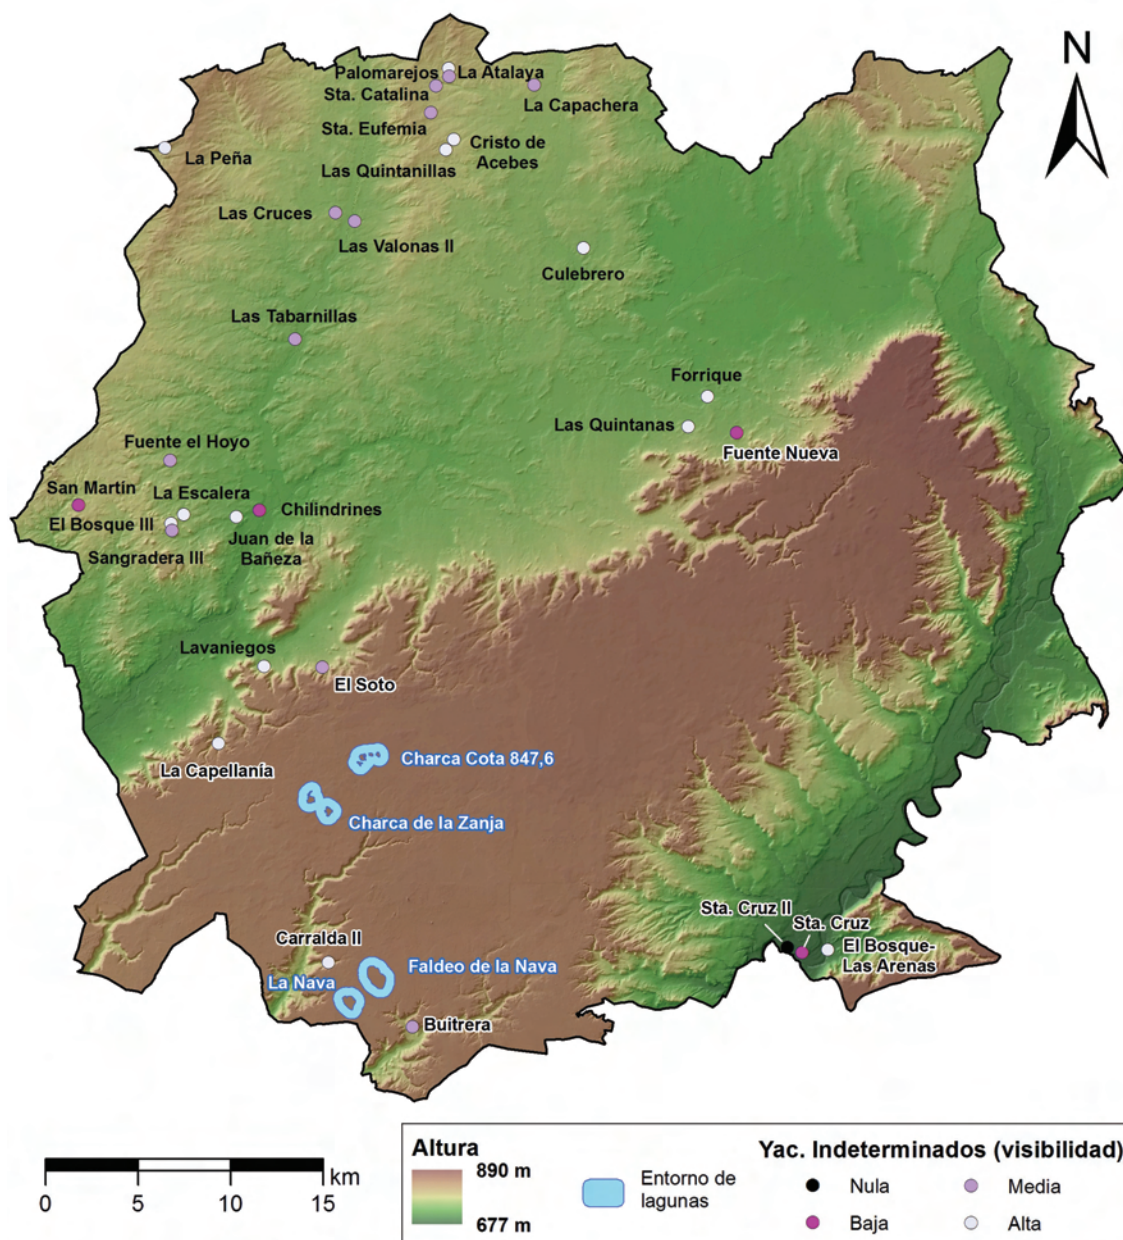 N
Palomarejos
La Atalaya
Sta. Catalina
La Capachera
Sta. Eufemia
Cristo de
Acebes
La Peña
Las Quintanillas
Las Cruces
Las Valonas II
Culebrero
Las Tabarnillas
Forrique
Las Quintanas
Fuente Nueva
Fuente el Hoyo
San Martín
La Escalera
El Bosque III
Chilindrines
Sangradera III
Juan de la
Bañeza
Lavaniegos
El Soto
La Capellanía
Charca Cota 847,6
Charca de la Zanja
Sta. Cruz II
Sta. Cruz
El Bosque-
Las Arenas
Carralda II
Faldeo de la Nava
La Nava
Buitrera
km
0 5 10 15
Altura
890 m
677 m
Entorno de
lagunas
Yac. Indeterminados (visibilidad)
Nula
Media
Baja
Alta